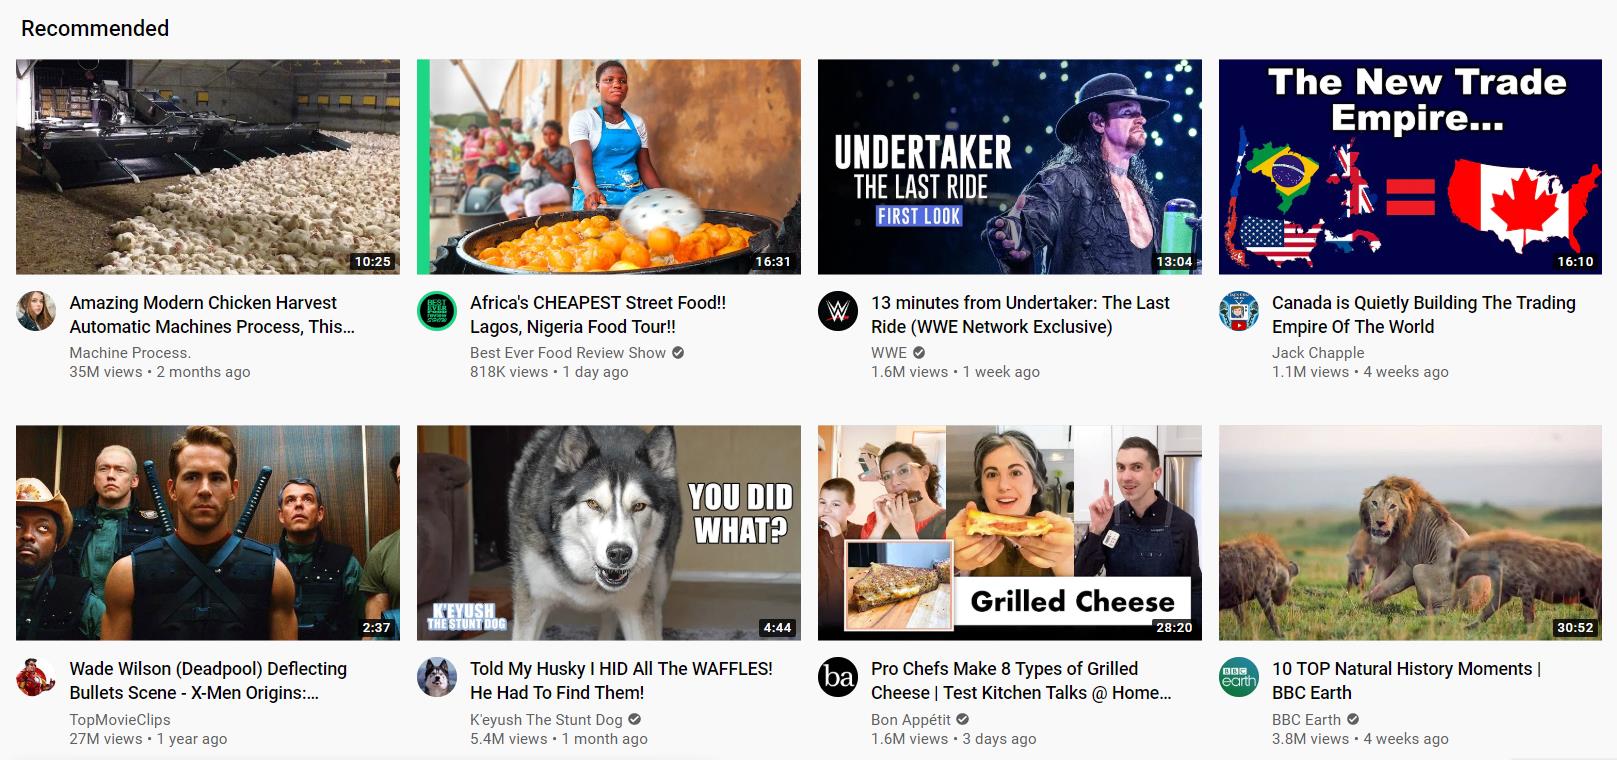 Recommended
10:25
Amazing Modern Chicken Harvest
Automatic Machines Process, This...
Machine Process.
35M views • 2 months ago
16:31
BEST
EVER
FOOD
REVIEW
SHOW
Africa's CHEAPEST Street Food!!
Lagos, Nigeria Food Tour!!
Best Ever Food Review Show
818K views • 1 day ago
UNDERTAKER
THE LAST RIDE
FIRST LOOK
13:04
13 minutes from Undertaker: The Last
Ride (WWE Network Exclusive)
WWE
1.6M views • 1 week ago
The New Trade
Empire...
=
16:10
Canada is Quietly Building The Trading
Empire Of The World
Jack Chapple
1.1M views • 4 weeks ago
2:37
Wade Wilson (Deadpool) Deflecting
Bullets Scene - X-Men Origins:...
TopMovieClips
27M views • 1 year ago
YOU DID
WHAT?
K'EYUSH
THE STUNT DOG
4:44
Told My Husky I HID All The WAFFLES!
He Had To Find Them!
K'eyush The Stunt Dog
5.4M views • 1 month ago
Grilled Cheese
28:20
ba
Pro Chefs Make 8 Types of Grilled
Cheese | Test Kitchen Talks @ Home...
Bon Appétit
1.6M views • 3 days ago
30:52
BBC
earth
10 TOP Natural History Moments |
BBC Earth
BBC Earth
3.8M views • 4 weeks ago